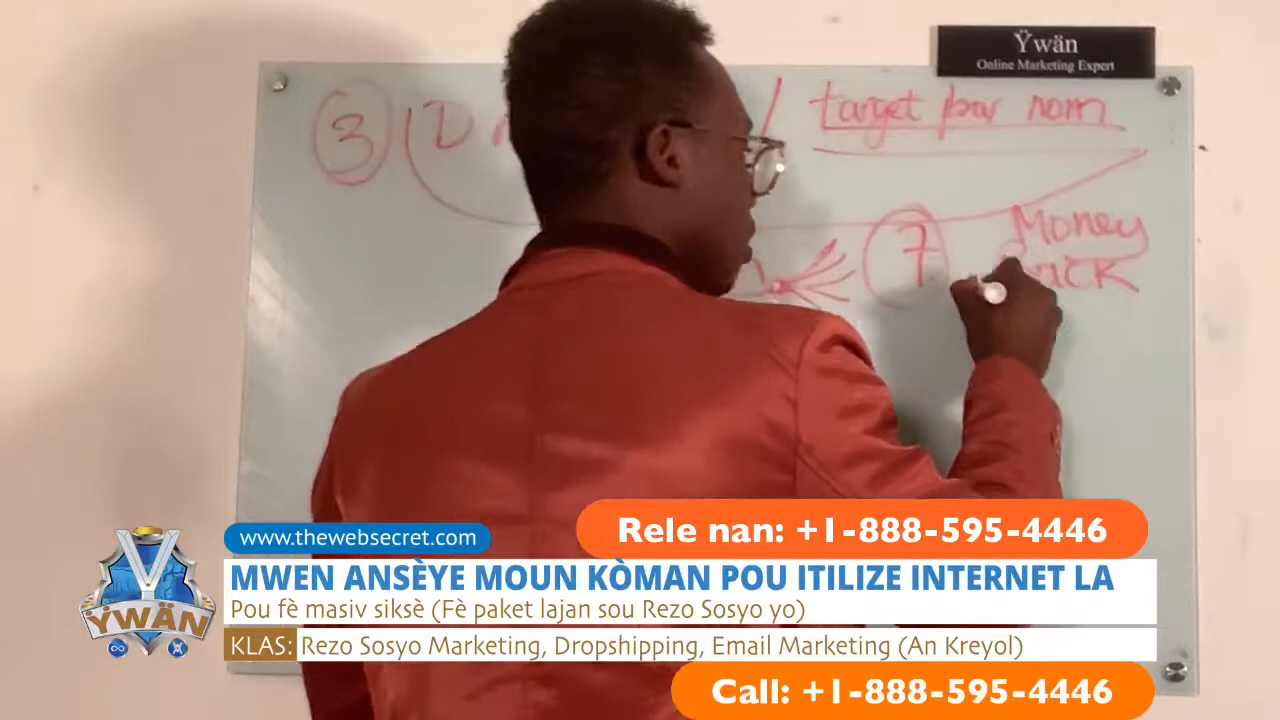 Ÿwän
Online Marketing Expert
3
target par nom
7
Money
www.thewebsecret.com
Rele nan: +1-888-595-4446
MWEN ANSÈYE MOUN KÒMAN POU ITILIZE INTERNET LA
Pou fè masiv siksè (Fè paket lajan sou Rezo Sosyo yo)
KLAS: Rezo Sosyo Marketing, Dropshipping, Email Marketing (An Kreyol)
Call: +1-888-595-4446
Y
ŸWÄN